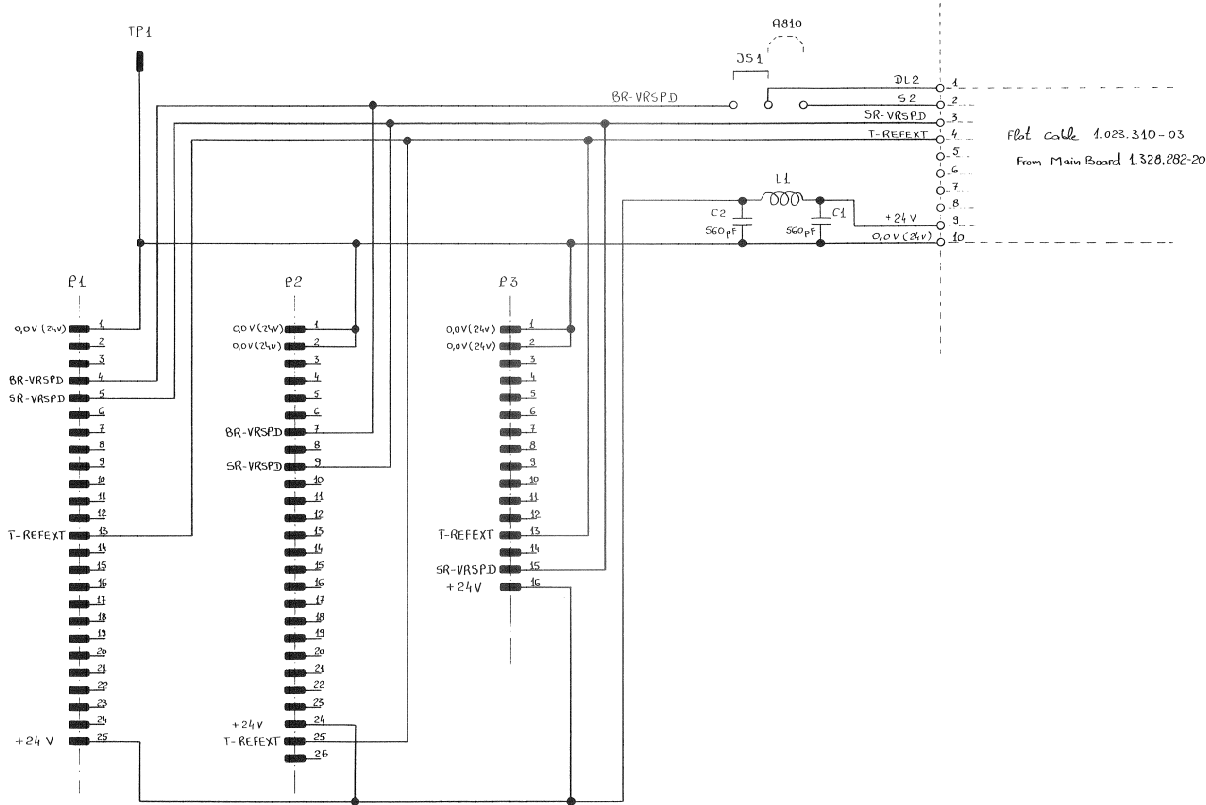 TP1
A810
JS1
DL2 1
BR-VRSPD S2 2
SR-VRSPD 3
T-REFEXT 4
5
6
7
8
+24V 9
0,0V (24V) 10
Flat cable 1.023.310-03
From Main Board 1.328.282-20
L1
C2 C1
560pF 560pF
P1
0,0V (24V) 1
2
3
BR-VRSPD 4
SR-VRSPD 5
6
7
8
9
10
11
12
T-REFEXT 13
14
15
16
17
18
19
20
21
22
23
24
+24 V 25
P2
0,0V (24V) 1
0,0V (24V) 2
3
4
5
6
BR-VRSPD 7
8
SR-VRSPD 9
10
11
12
13
14
15
16
17
18
19
20
21
22
23
+24V 24
T-REFEXT 25
26
P3
0,0V (24V) 1
0,0V (24V) 2
3
4
5
6
7
8
9
10
11
12
T-REFEXT 13
14
SR-VRSPD 15
+24V 16